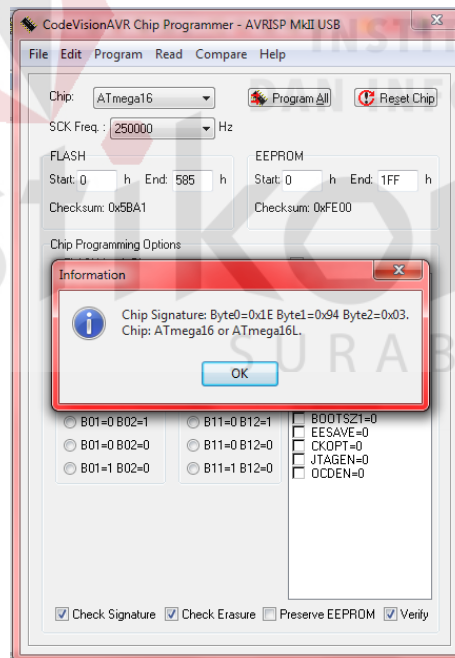 CodeVisionAVR Chip Programmer - AVRISP MkII USB
File Edit Program Read Compare Help
Chip: ATmega16 Program All Reset Chip
SCK Freq. : 250000 Hz
FLASH EEPROM
Start: 0 h End: 585 h Start: 0 h End: 1FF h
Checksum: 0x5BA1 Checksum: 0xFE00
Chip Programming Options
Information
Chip Signature: Byte0=0x1E Byte1=0x94 Byte2=0x03.
Chip: ATmega16 or ATmega16L.
OK
BOOTSZ1=0
B01=0 B02=1 B11=0 B12=1 EESAVE=0
B01=0 B02=0 B11=0 B12=0 CKOPT=0
JTAGEN=0
B01=1 B02=0 B11=1 B12=0 OCDEN=0
Check Signature Check Erasure Preserve EEPROM Verify
SURAB